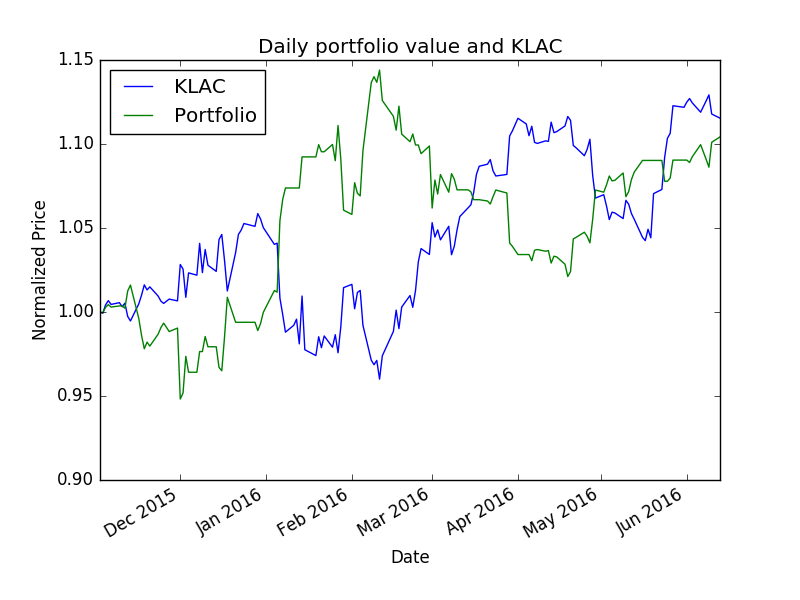 Daily portfolio value and KLAC
KLAC
Portfolio
1.15
1.10
1.05
1.00
0.95
0.90
Normalized Price
Dec 2015
Jan 2016
Feb 2016
Mar 2016
Apr 2016
May 2016
Jun 2016
Date